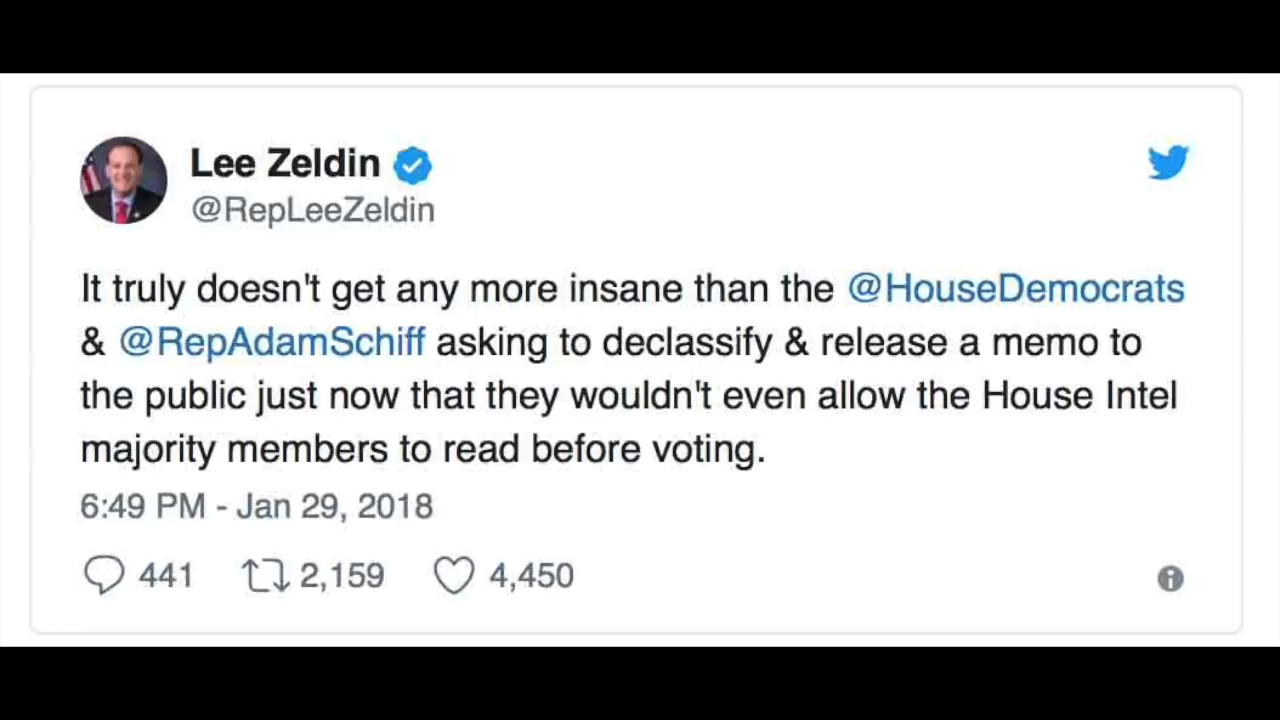 Lee Zeldin
@RepLeeZeldin
It truly doesn't get any more insane than the @HouseDemocrats
& @RepAdamSchiff asking to declassify & release a memo to
the public just now that they wouldn't even allow the House Intel
majority members to read before voting.
6:49 PM - Jan 29, 2018
441 2,159 4,450